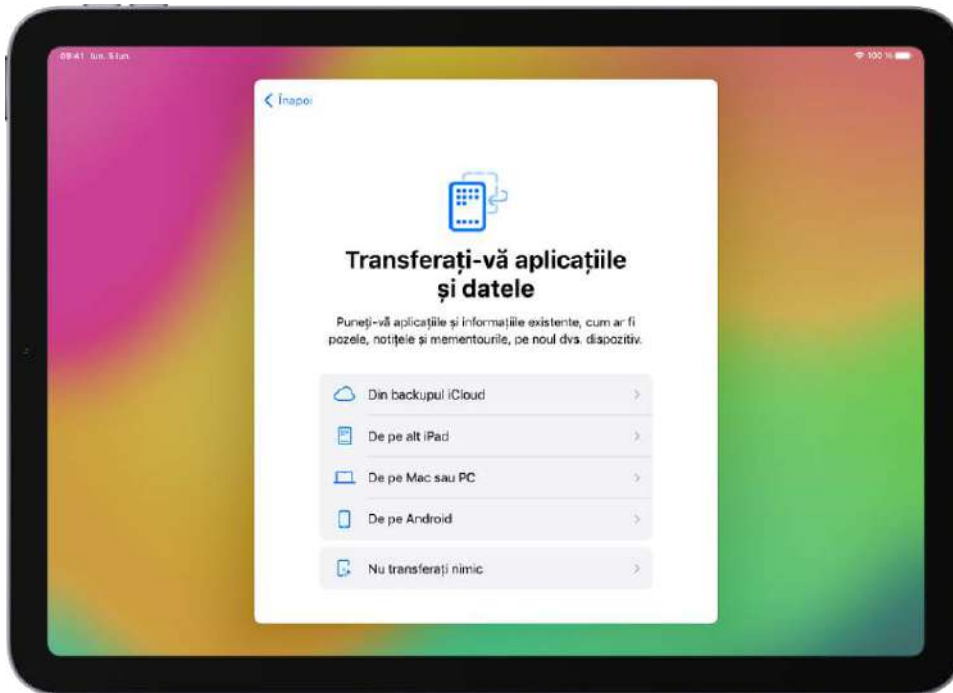 09:41 lun. 5 iun.
100 %
Înapoi
Transferați-vă aplicațiile
și datele
Puneți-vă aplicațiile și informațiile existente, cum ar fi
pozele, notițele și mementourile, pe noul dvs. dispozitiv.
Din backupul iCloud
De pe alt iPad
De pe Mac sau PC
De pe Android
Nu transferați nimic